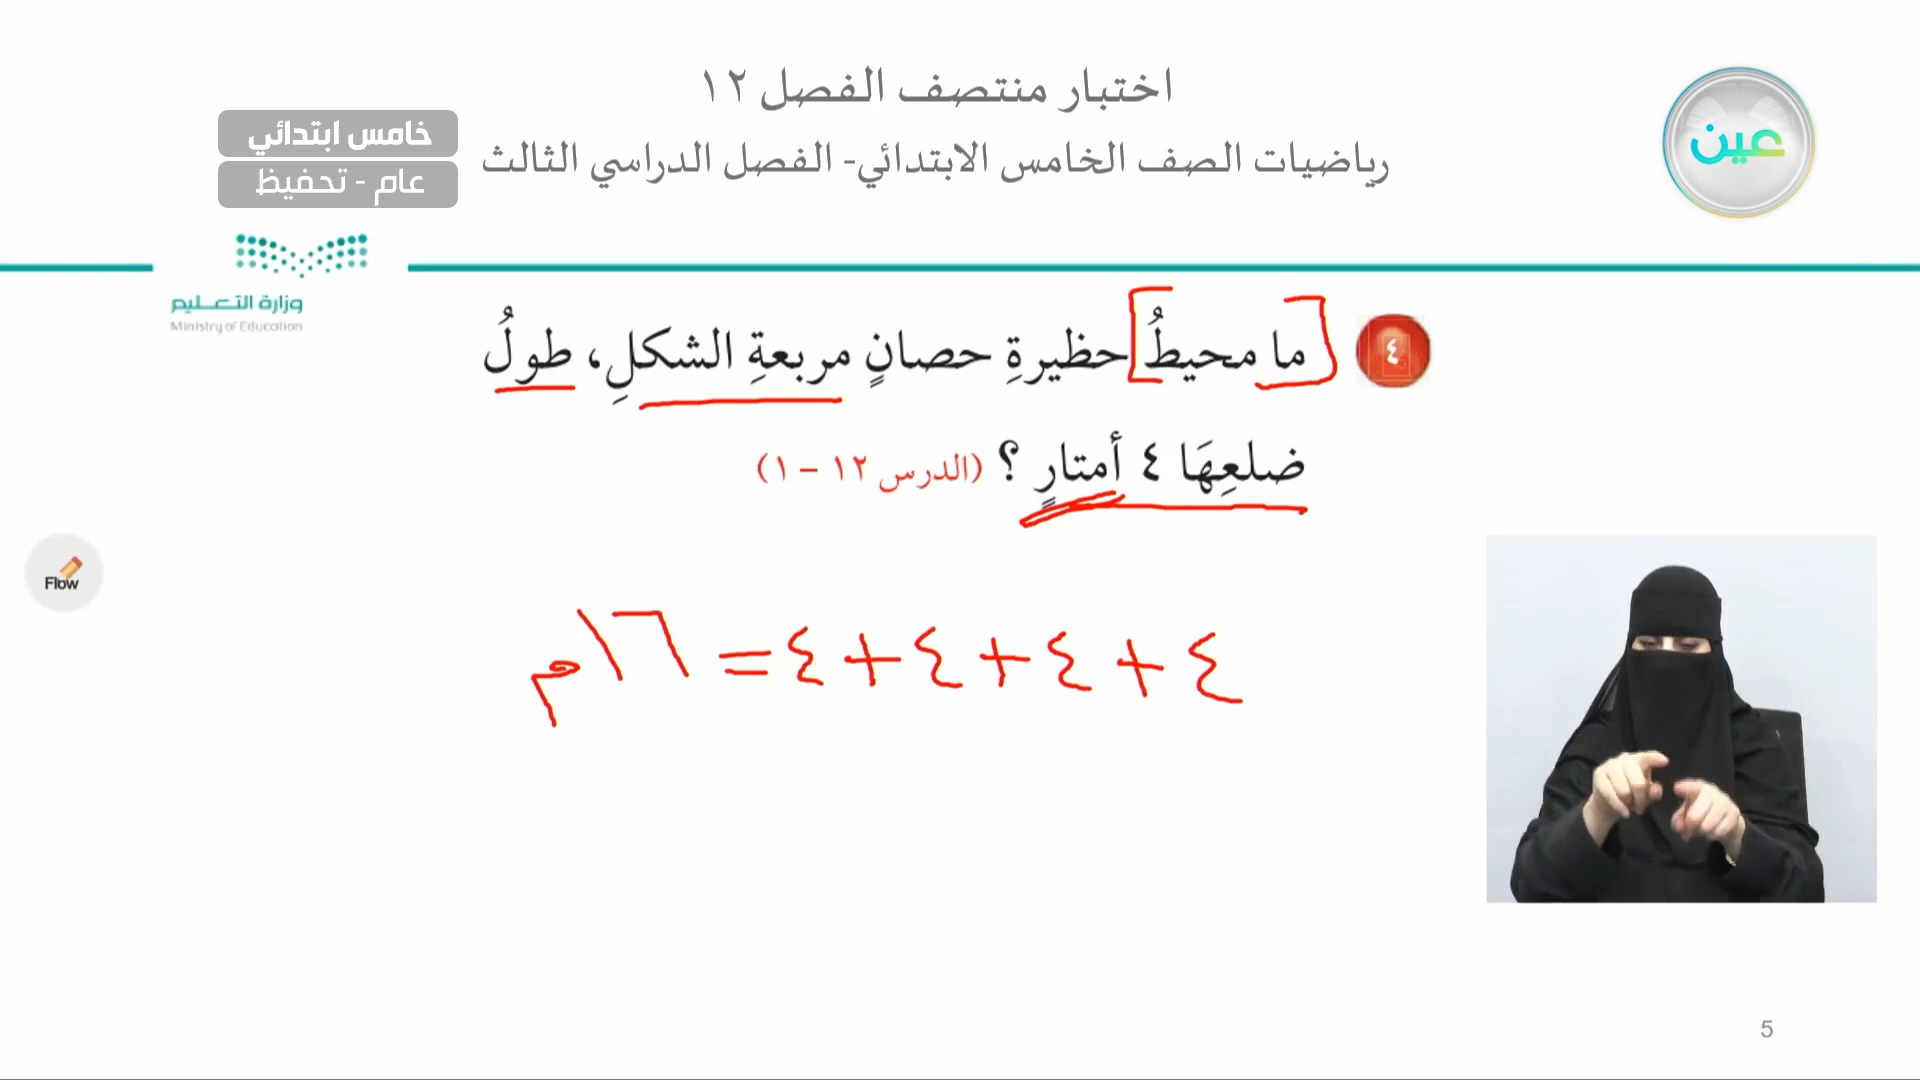 اختبار منتصف الفصل ١٢
رياضيات الصف الخامس الابتدائي- الفصل الدراسي الثالث
خامس ابتدائي
عام - تحفيظ
عين
وزارة التعليم
Ministry of Education
٤
ما محيطُ حظيرةِ حصانٍ مربعةِ الشكلِ، طولُ
ضلعِهَا ٤ أمتارٍ ؟ (الدرس ١٢ – ١)
Flow
٤ + ٤ + ٤ + ٤ = ١٦ م
5